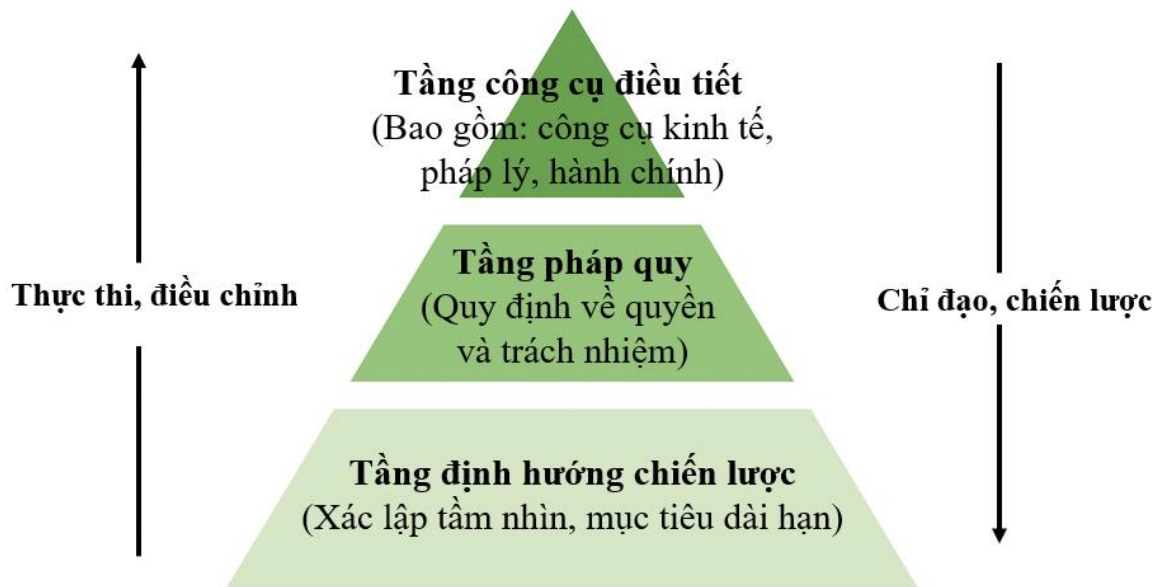 Tầng công cụ điều tiết
(Bao gồm: công cụ kinh tế,
pháp lý, hành chính)
Tầng pháp quy
(Quy định về quyền
và trách nhiệm)
Thực thi, điều chỉnh
Chỉ đạo, chiến lược
Tầng định hướng chiến lược
(Xác lập tầm nhìn, mục tiêu dài hạn)